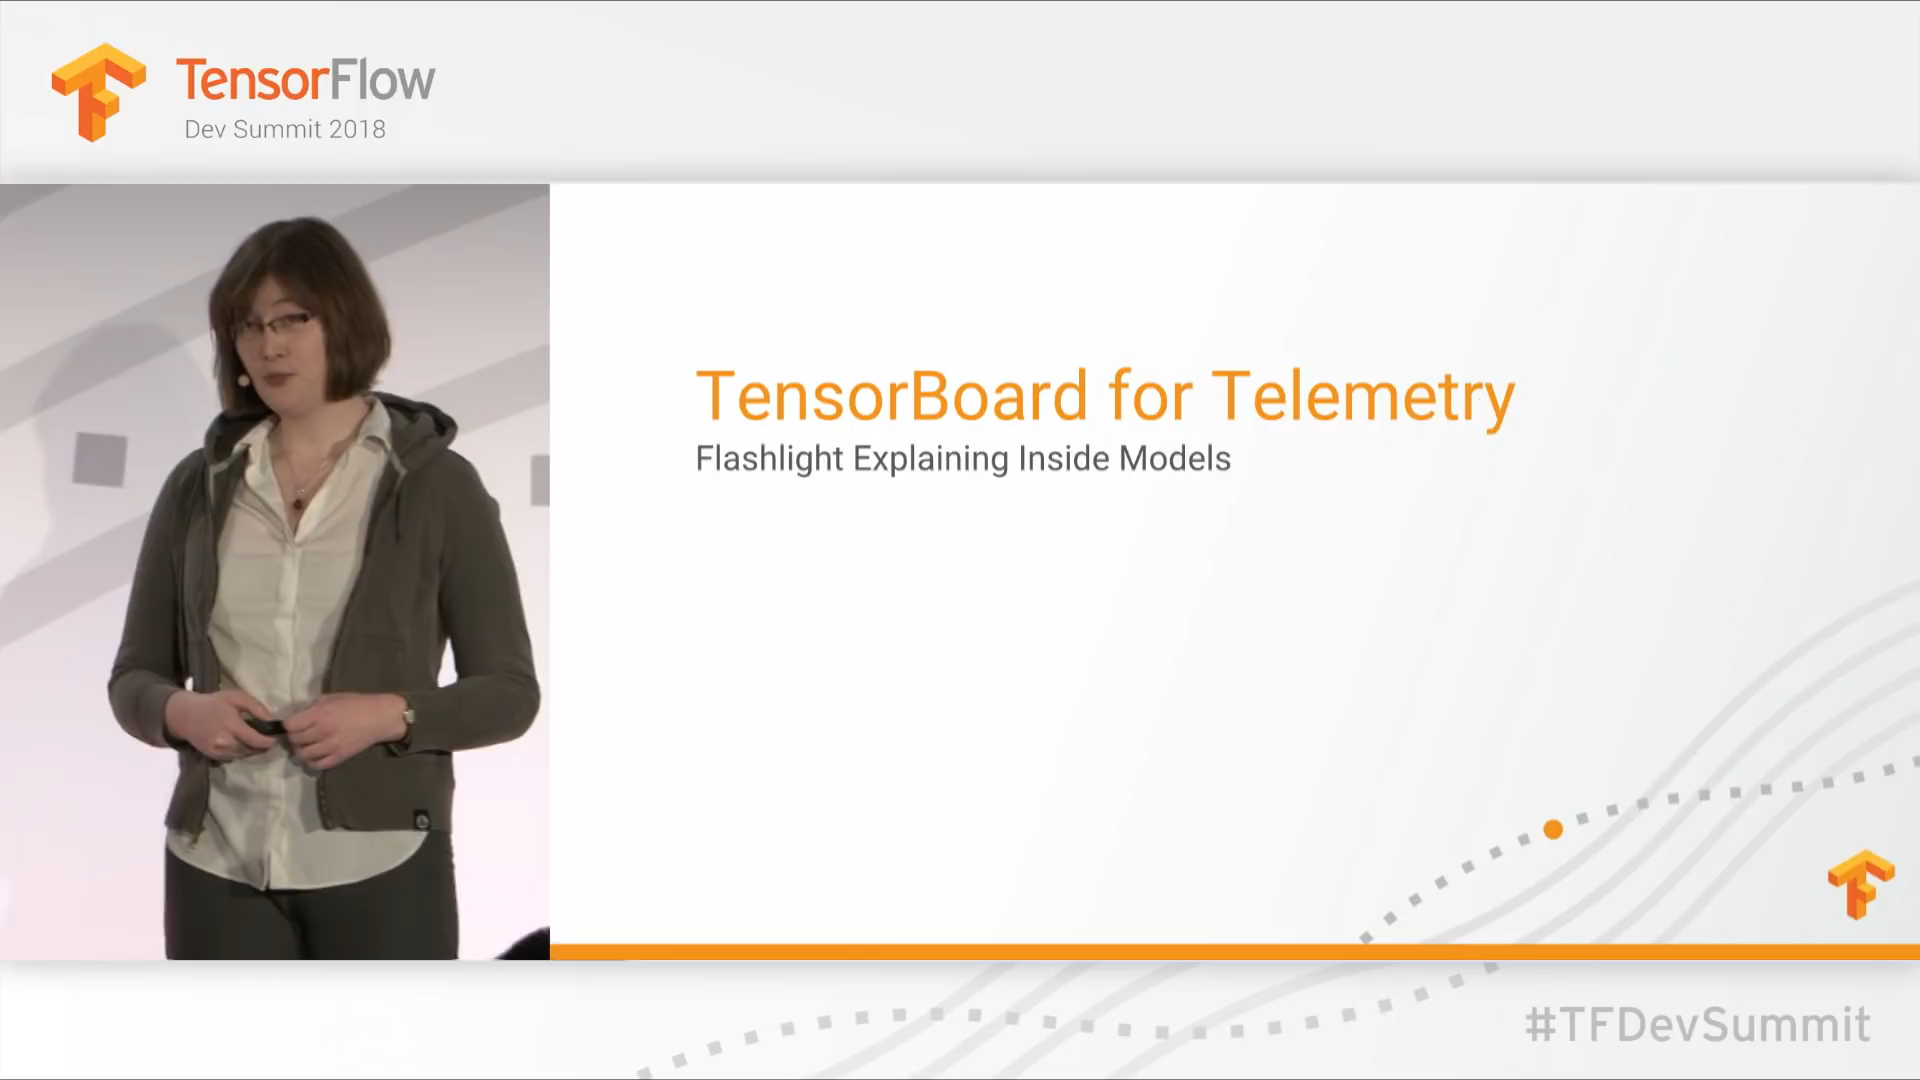 TensorFlow
Dev Summit 2018
TensorBoard for Telemetry
Flashlight Explaining Inside Models
#TFDevSummit